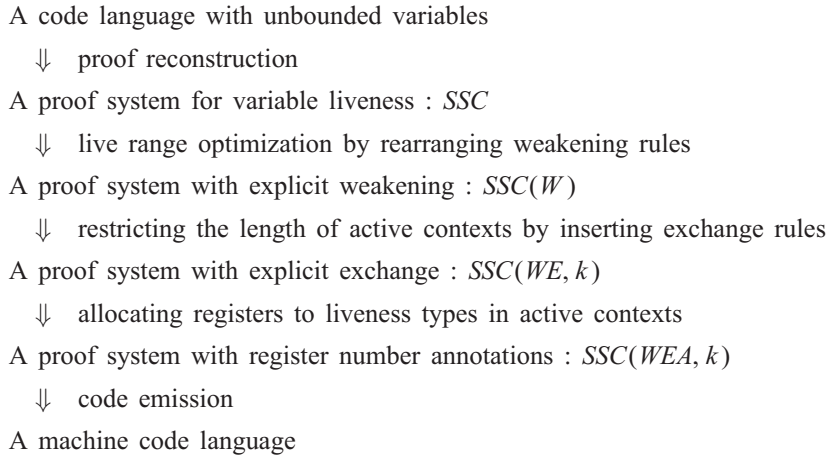 A code language with unbounded variables
⇓ proof reconstruction
A proof system for variable liveness : SSC
⇓ live range optimization by rearranging weakening rules
A proof system with explicit weakening : SSC(W)
⇓ restricting the length of active contexts by inserting exchange rules
A proof system with explicit exchange : SSC(WE, k)
⇓ allocating registers to liveness types in active contexts
A proof system with register number annotations : SSC(WEA, k)
⇓ code emission
A machine code language